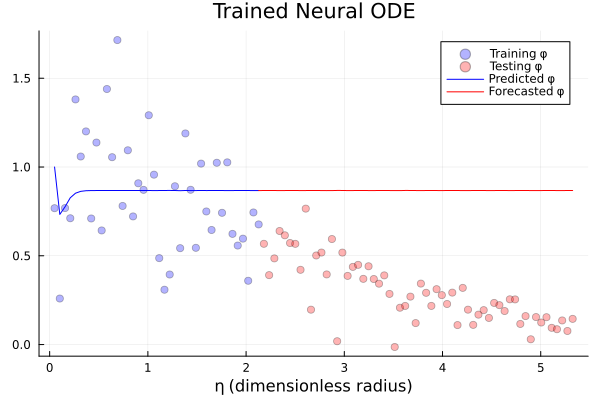 Trained Neural ODE
Training φ
Testing φ
Predicted φ
Forecasted φ
1.5
1.0
0.5
0.0
0 1 2 3 4 5
η (dimensionless radius)